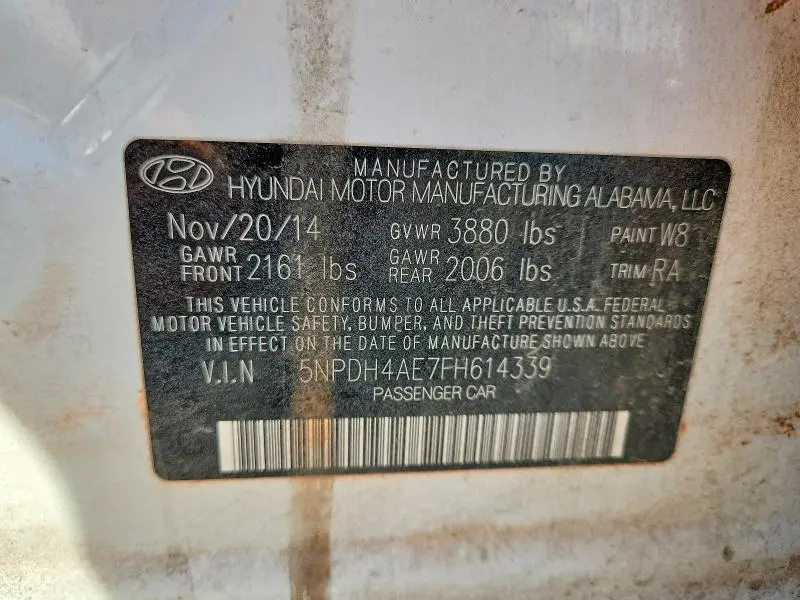 MANUFACTURED BY
HYUNDAI MOTOR MANUFACTURING ALABAMA, LLC
Nov/20/14 GVWR 3880 lbs PAINT W8
GAWR FRONT 2161 lbs GAWR REAR 2006 lbs TRIM RA
THIS VEHICLE CONFORMS TO ALL APPLICABLE U.S.A. FEDERAL
MOTOR VEHICLE SAFETY, BUMPER, AND THEFT PREVENTION STANDARDS
IN EFFECT ON THE DATE OF MANUFACTURE SHOWN ABOVE.
V.I.N 5NPDH4AE7FH614339
PASSENGER CAR